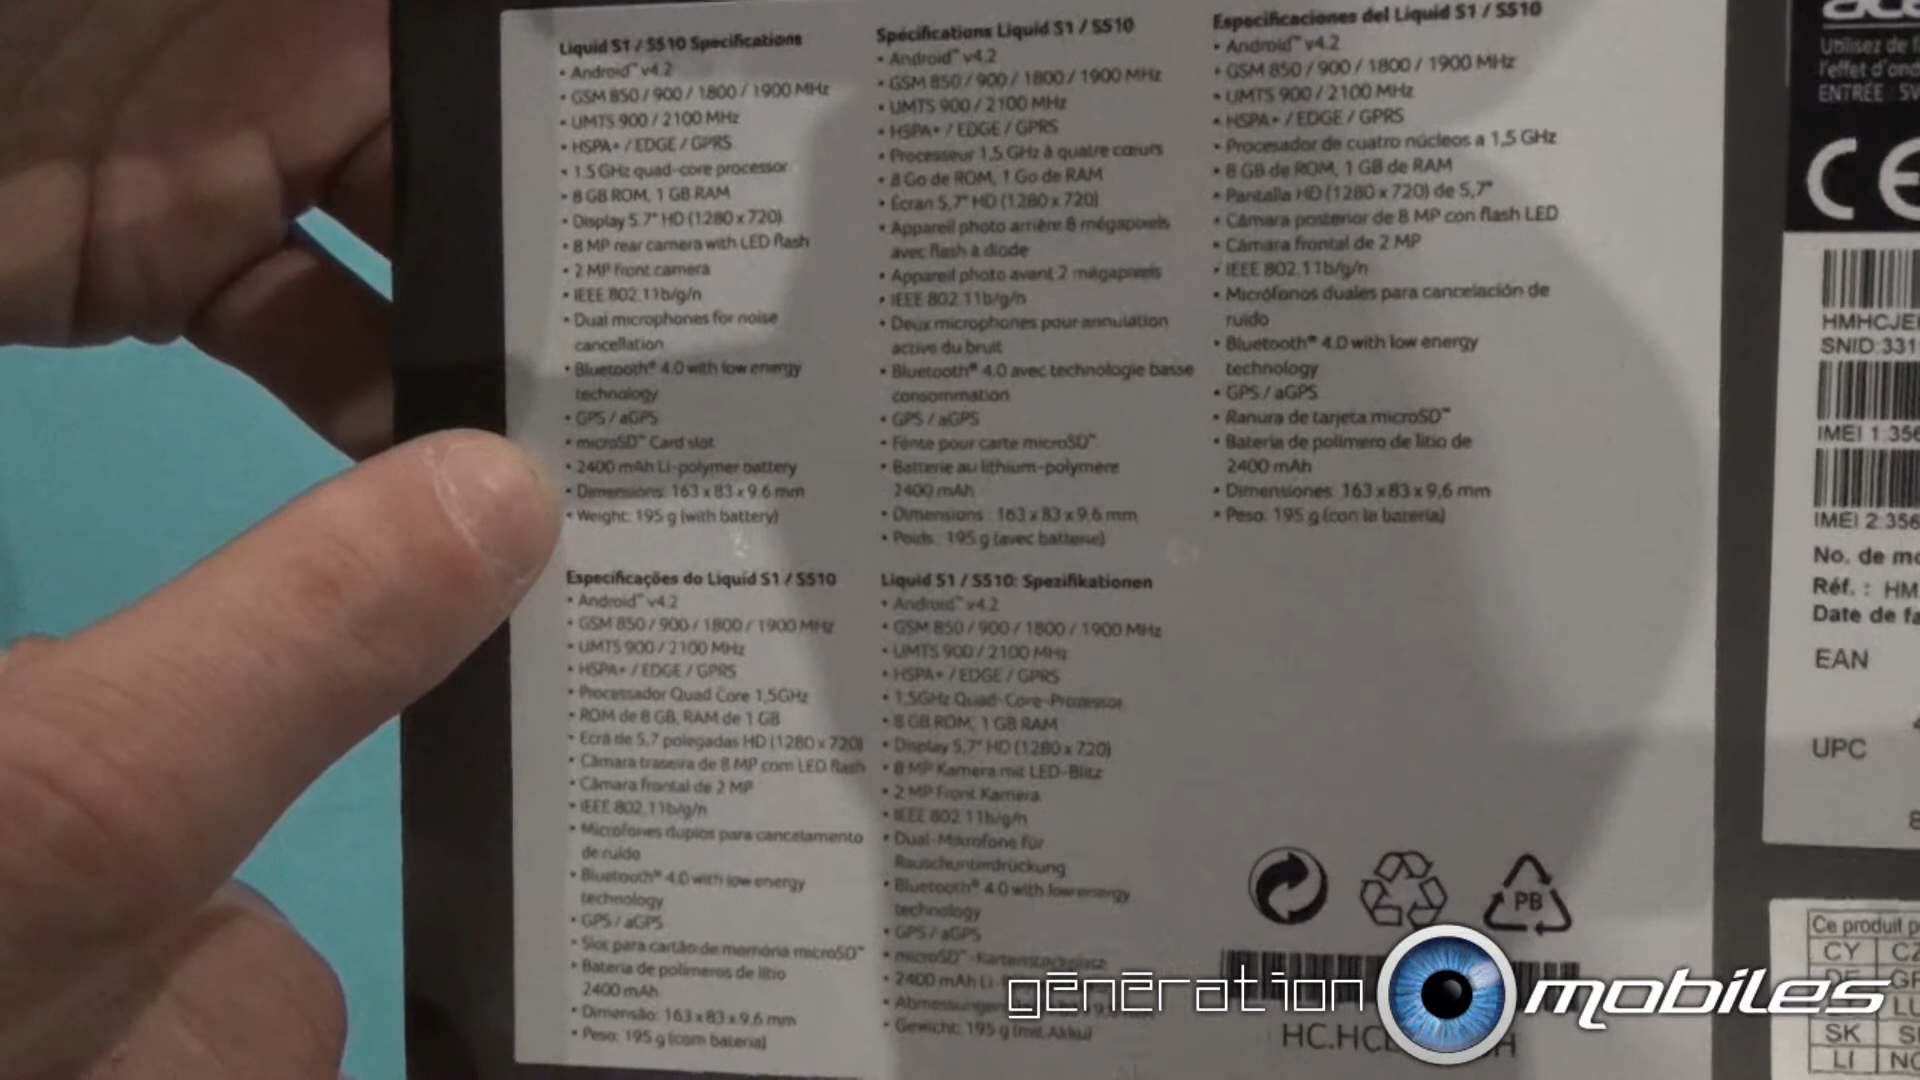 Liquid S1 / S510 Specifications
• Android™ v4.2
• GSM 850 / 900 / 1800 / 1900 MHz
• UMTS 900 / 2100 MHz
• HSPA+ / EDGE / GPRS
• 1.5 GHz quad-core processor
• 8 GB ROM, 1 GB RAM
• Display 5.7" HD (1280 x 720)
• 8 MP rear camera with LED flash
• 2 MP front camera
• IEEE 802.11b/g/n
• Dual microphones for noise
cancellation
• Bluetooth® 4.0 with low energy
technology
• GPS / aGPS
• microSD™ Card slot
• 2400 mAh Li-polymer battery
• Dimensions: 163 x 83 x 9.6 mm
• Weight: 195 g (with battery)
Spécifications Liquid S1 / S510
• Android™ v4.2
• GSM 850 / 900 / 1800 / 1900 MHz
• UMTS 900 / 2100 MHz
• HSPA+ / EDGE / GPRS
• Processeur 1,5 GHz à quatre cœurs
• 8 Go de ROM, 1 Go de RAM
• Écran 5,7" HD (1280 x 720)
• Appareil photo arrière 8 mégapixels
avec flash à diode
• Appareil photo avant 2 mégapixels
• IEEE 802.11b/g/n
• Deux microphones pour annulation
active du bruit
• Bluetooth® 4.0 avec technologie basse
consommation
• GPS / aGPS
• Fente pour carte microSD™
• Batterie au lithium-polymère
2400 mAh
• Dimensions : 163 x 83 x 9,6 mm
• Poids : 195 g (avec batterie)
Especificaciones del Liquid S1 / S510
• Android™ v4.2
• GSM 850 / 900 / 1800 / 1900 MHz
• UMTS 900 / 2100 MHz
• HSPA+ / EDGE / GPRS
• Procesador de cuatro núcleos a 1,5 GHz
• 8 GB de ROM, 1 GB de RAM
• Pantalla HD (1280 x 720) de 5,7"
• Cámara posterior de 8 MP con flash LED
• Cámara frontal de 2 MP
• IEEE 802.11b/g/n
• Micrófonos duales para cancelación de
ruido
• Bluetooth® 4.0 with low energy
technology
• GPS / aGPS
• Ranura de tarjeta microSD™
• Batería de polímero de litio de
2400 mAh
• Dimensiones: 163 x 83 x 9,6 mm
• Peso: 195 g (con la batería)
Especificações do Liquid S1 / S510
• Android™ v4.2
• GSM 850 / 900 / 1800 / 1900 MHz
• UMTS 900 / 2100 MHz
• HSPA+ / EDGE / GPRS
• Processador Quad Core 1,5GHz
• ROM de 8 GB, RAM de 1 GB
• Ecrã de 5,7 polegadas HD (1280 x 720)
• Câmara traseira de 8 MP com LED flash
• Câmara frontal de 2 MP
• IEEE 802.11b/g/n
• Microfones duplos para cancelamento
de ruído
• Bluetooth® 4.0 with low energy
technology
• GPS / aGPS
• Slot para cartão de memória microSD™
• Bateria de polímeros de lítio
2400 mAh
• Dimensão: 163 x 83 x 9,6 mm
• Peso: 195 g (com bateria)
Liquid S1 / S510: Spezifikationen
• Android™ v4.2
• GSM 850 / 900 / 1800 / 1900 MHz
• UMTS 900 / 2100 MHz
• HSPA+ / EDGE / GPRS
• 1,5GHz Quad-Core-Prozessor
• 8 GB ROM, 1 GB RAM
• Display 5,7" HD (1280 x 720)
• 8 MP Kamera mit LED-Blitz
• 2 MP Front Kamera
• IEEE 802.11b/g/n
• Dual-Mikrofone für
Rauschunterdrückung
• Bluetooth® 4.0 with low energy
technology
• GPS / aGPS
• microSD™-Kartensteckplatz
• 2400 mAh Li-
• Abmessungen
• Gewicht: 195 g (mit Akku)
PB
HC.HC
génération mobiles
acer
Utilisez de
l'effet d'ond
ENTRÉE : 5V
CE
HMHCJE
SNID:331
IMEI 1:356
IMEI 2:356
No. de mo
Réf. : HM
Date de fa
EAN
UPC
Ce produit p
CY CZ
DE GR
LU
SK
LI NO